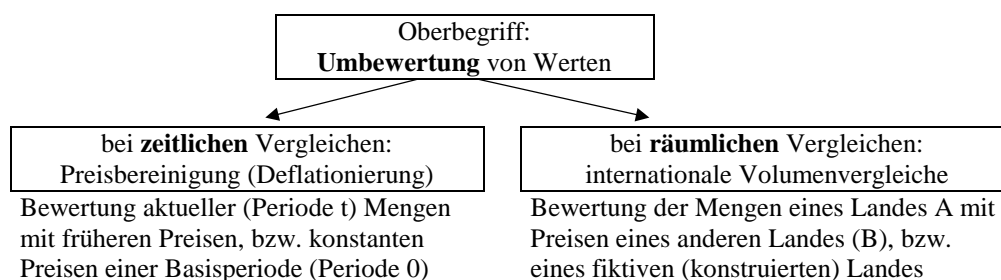 Oberbegriff:
Umbewertung von Werten
bei zeitlichen Vergleichen:
Preisbereinigung (Deflationierung)
Bewertung aktueller (Periode t) Mengen
mit früheren Preisen, bzw. konstanten
Preisen einer Basisperiode (Periode 0)
bei räumlichen Vergleichen:
internationale Volumenvergleiche
Bewertung der Mengen eines Landes A mit
Preisen eines anderen Landes (B), bzw.
eines fiktiven (konstruierten) Landes